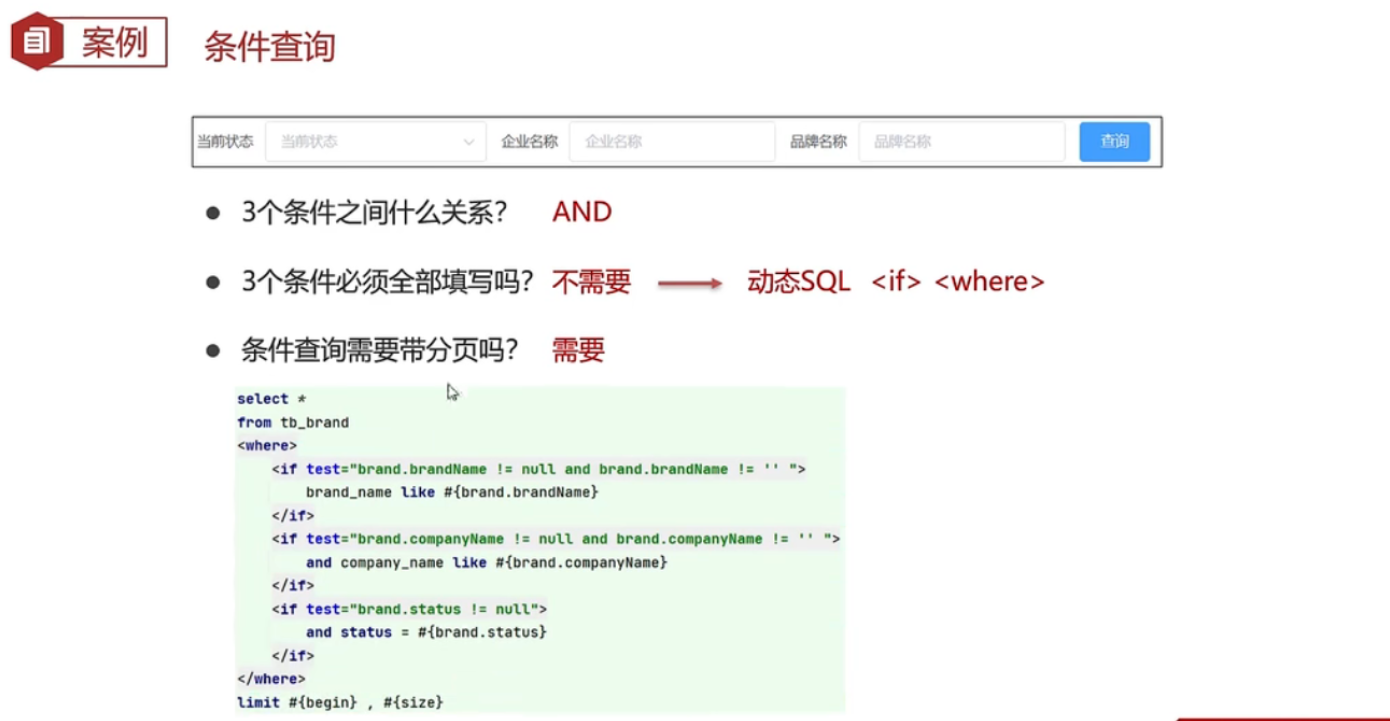 案例 条件查询
当前状态 当前状态 企业名称 企业名称 品牌名称 品牌名称 查询
● 3个条件之间什么关系？ AND
● 3个条件必须全部填写吗？ 不需要 动态SQL <if> <where>
● 条件查询需要带分页吗？ 需要
select *
from tb_brand
<where>
<if test="brand.brandName != null and brand.brandName != '' ">
brand_name like #{brand.brandName}
</if>
<if test="brand.companyName != null and brand.companyName != '' ">
and company_name like #{brand.companyName}
</if>
<if test="brand.status != null">
and status = #{brand.status}
</if>
</where>
limit #{begin} , #{size}